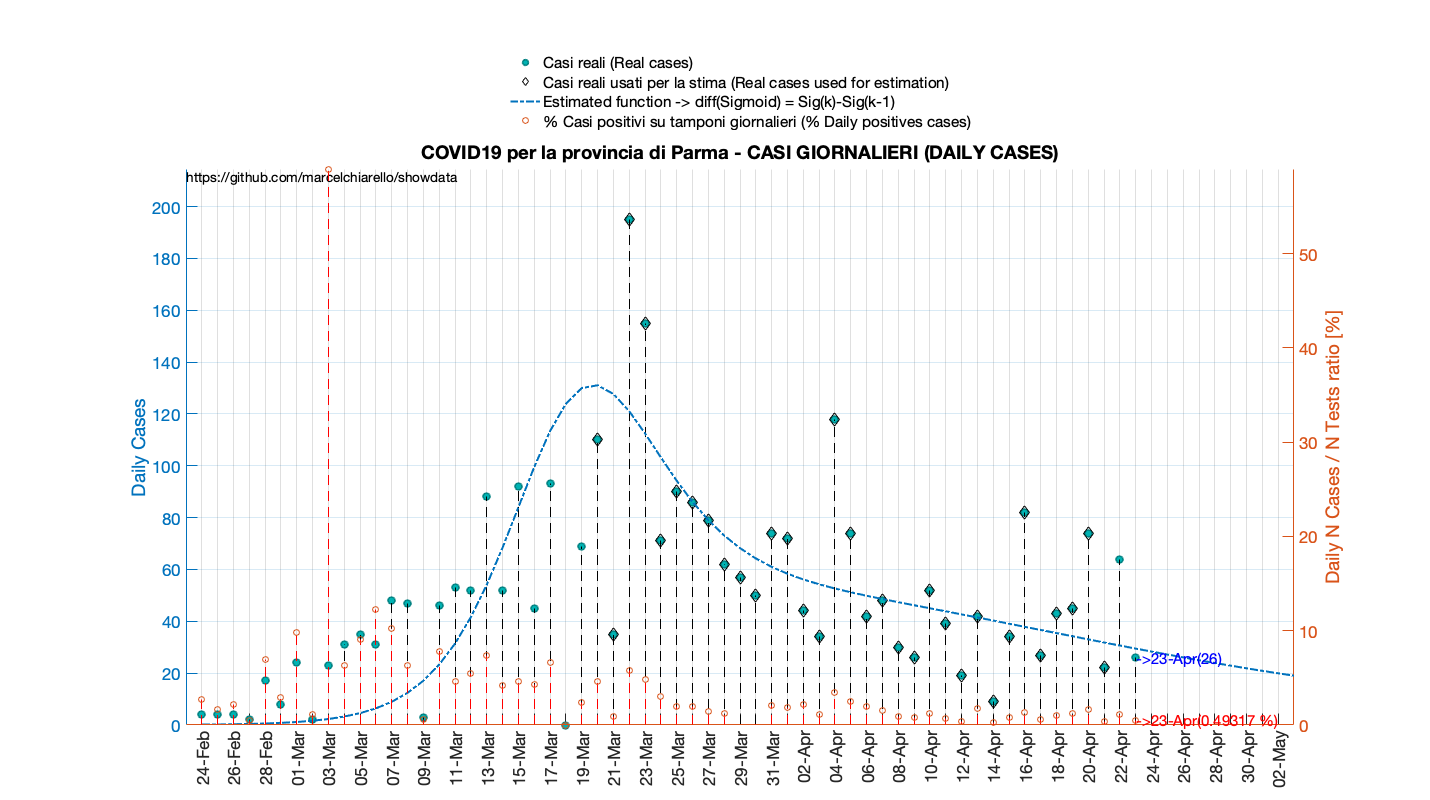 Casi reali (Real cases)
Casi reali usati per la stima (Real cases used for estimation)
Estimated function -> diff(Sigmoid) = Sig(k)-Sig(k-1)
% Casi positivi su tamponi giornalieri (% Daily positives cases)
COVID19 per la provincia di Parma - CASI GIORNALIERI (DAILY CASES)
https://github.com/marcelchiarello/showdata
Daily Cases
200
180
160
140
120
100
80
60
40
20
0
50
40
30
20
10
0
Daily N Cases / N Tests ratio [%]
->23-Apr(26)
->23-Apr(0.49317 %)
24-Feb
26-Feb
28-Feb
01-Mar
03-Mar
05-Mar
07-Mar
09-Mar
11-Mar
13-Mar
15-Mar
17-Mar
19-Mar
21-Mar
23-Mar
25-Mar
27-Mar
29-Mar
31-Mar
02-Apr
04-Apr
06-Apr
08-Apr
10-Apr
12-Apr
14-Apr
16-Apr
18-Apr
20-Apr
22-Apr
24-Apr
26-Apr
28-Apr
30-Apr
02-May